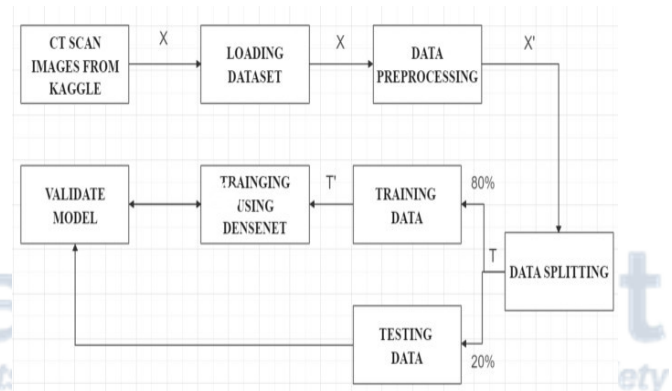 CT SCAN
IMAGES FROM
KAGGLE
X
LOADING
DATASET
X
DATA
PREPROCESSING
X'
VALIDATE
MODEL
TRAINGING
USING
DENSENET
T'
TRAINING
DATA
80%
T
DATA SPLITTING
TESTING
DATA
20%